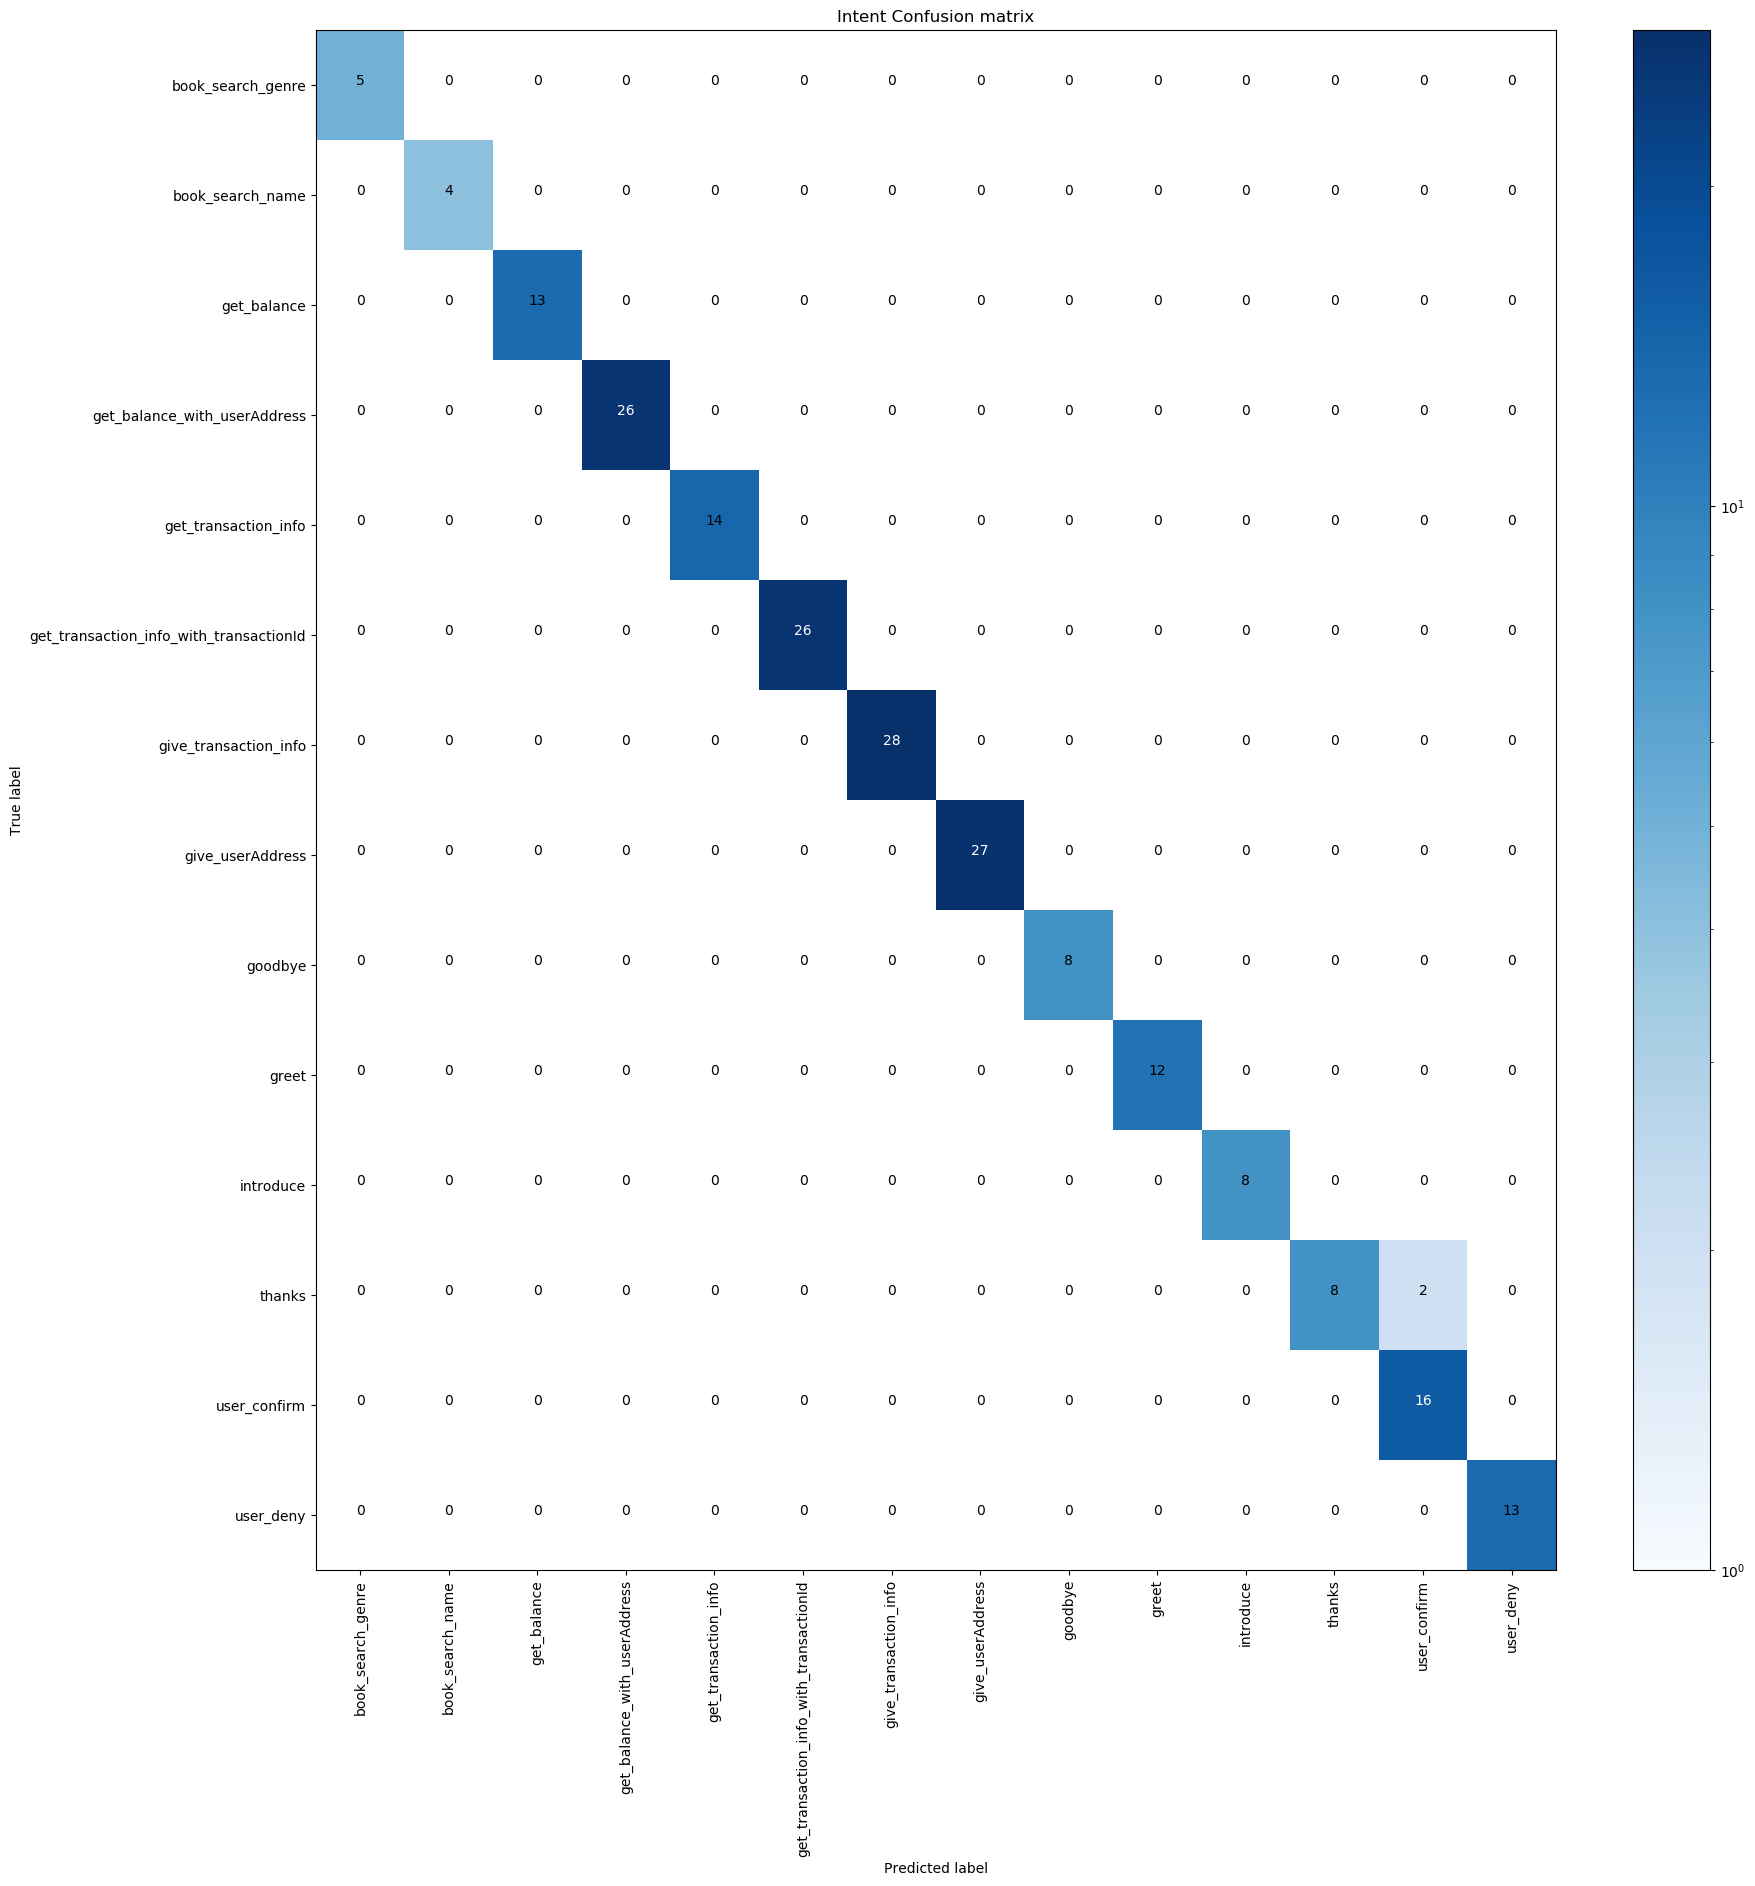 Intent Confusion matrix
book_search_genre 5 0 0 0 0 0 0 0 0 0 0 0 0 0
book_search_name 0 4 0 0 0 0 0 0 0 0 0 0 0 0
get_balance 0 0 13 0 0 0 0 0 0 0 0 0 0 0
get_balance_with_userAddress 0 0 0 26 0 0 0 0 0 0 0 0 0 0
get_transaction_info 0 0 0 0 14 0 0 0 0 0 0 0 0 0
10¹
get_transaction_info_with_transactionId 0 0 0 0 0 26 0 0 0 0 0 0 0 0
give_transaction_info 0 0 0 0 0 0 28 0 0 0 0 0 0 0
True label
give_userAddress 0 0 0 0 0 0 0 27 0 0 0 0 0 0
goodbye 0 0 0 0 0 0 0 0 8 0 0 0 0 0
greet 0 0 0 0 0 0 0 0 0 12 0 0 0 0
introduce 0 0 0 0 0 0 0 0 0 0 8 0 0 0
thanks 0 0 0 0 0 0 0 0 0 0 0 8 2 0
user_confirm 0 0 0 0 0 0 0 0 0 0 0 0 16 0
user_deny 0 0 0 0 0 0 0 0 0 0 0 0 0 13
10⁰
book_search_genre
book_search_name
get_balance
get_balance_with_userAddress
get_transaction_info
get_transaction_info_with_transactionId
give_transaction_info
give_userAddress
goodbye
greet
introduce
thanks
user_confirm
user_deny
Predicted label